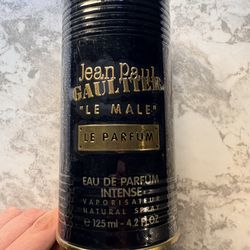 Jean Paul
GAULTIER
"LE MALE"
LE PARFUM
EAU DE PARFUM
INTENSE
VAPORISATEUR
NATURAL SPRAY
e 125 ml - 4.2 fl.oz